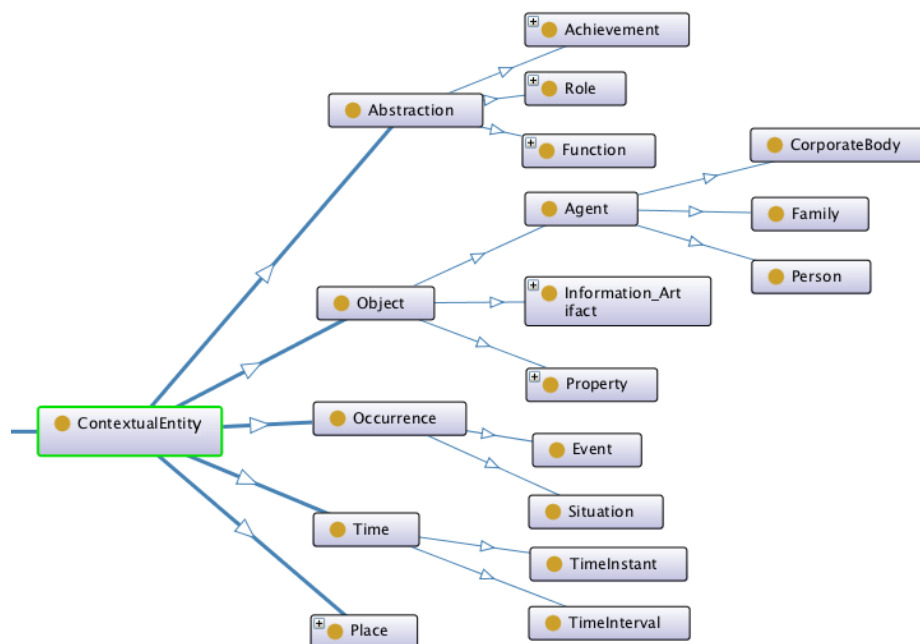 Achievement
Abstraction
Role
Function
CorporateBody
Agent
Family
Person
Object
Information_Art
ifact
Property
ContextualEntity
Occurrence
Event
Situation
Time
TimeInstant
TimeInterval
Place